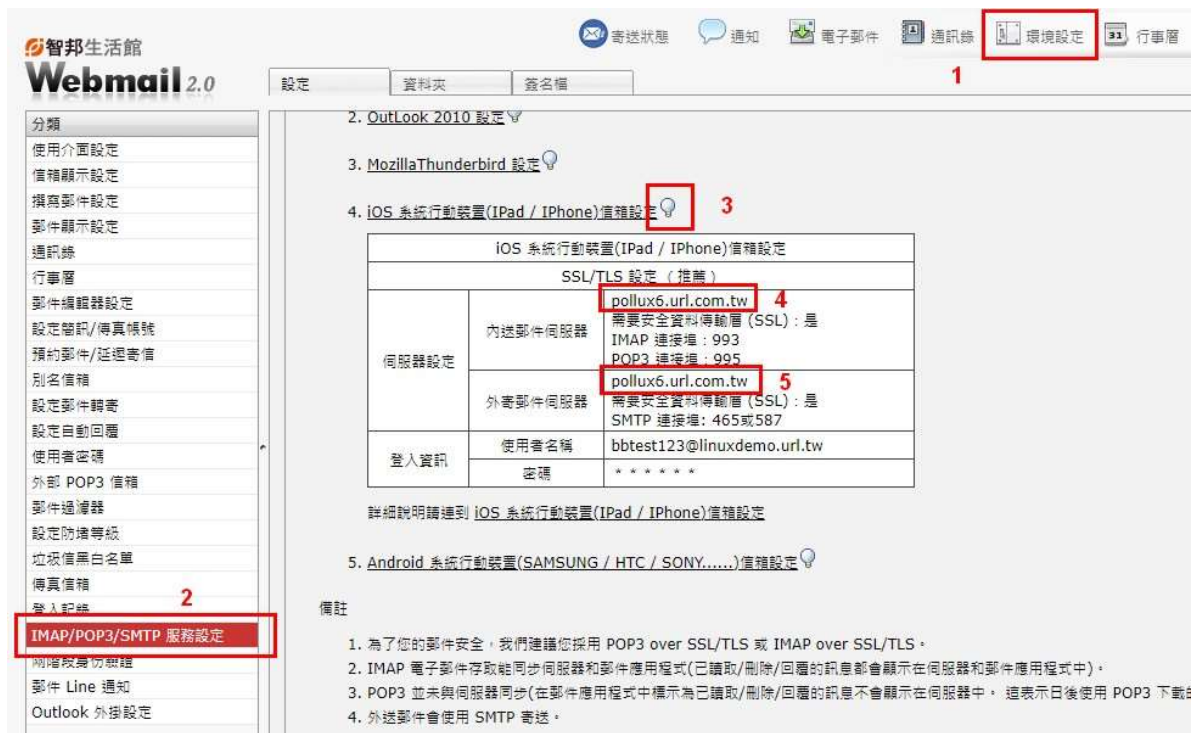 智邦生活館
Webmail 2.0
寄送狀態
通知
電子郵件
通訊錄
環境設定
31
行事曆
1
設定
資料夾
簽名檔
分類
使用介面設定
信箱顯示設定
撰寫郵件設定
郵件顯示設定
通訊錄
行事曆
郵件編輯器設定
設定簡訊/傳真帳號
預約郵件/延遲寄信
別名信箱
設定郵件轉寄
設定自動回覆
使用者密碼
外部 POP3 信箱
郵件過濾器
設定防堵等級
垃圾信黑白名單
傳真信箱
登入記錄
2
IMAP/POP3/SMTP 服務設定
兩階段身份驗證
郵件 Line 通知
Outlook 外掛設定
2. OutLook 2010 設定
3. MozillaThunderbird 設定
4. iOS 系統行動裝置(IPad / IPhone)信箱設定
3
iOS 系統行動裝置(IPad / IPhone)信箱設定
SSL/TLS 設定 （推薦）
伺服器設定
內送郵件伺服器
pollux6.url.com.tw
4
需要安全資料傳輸層 (SSL)：是
IMAP 連接埠：993
POP3 連接埠：995
外寄郵件伺服器
pollux6.url.com.tw
5
需要安全資料傳輸層 (SSL)：是
SMTP 連接埠: 465或587
登入資訊
使用者名稱
bbtest123@linuxdemo.url.tw
密碼
* * * * * *
詳細說明請連到 iOS 系統行動裝置(IPad / IPhone)信箱設定
5. Android 系統行動裝置(SAMSUNG / HTC / SONY......)信箱設定
備註
1. 為了您的郵件安全，我們建議您採用 POP3 over SSL/TLS 或 IMAP over SSL/TLS。
2. IMAP 電子郵件存取能同步伺服器和郵件應用程式(已讀取/刪除/回覆的訊息都會顯示在伺服器和郵件應用程式中)。
3. POP3 並未與伺服器同步(在郵件應用程式中標示為已讀取/刪除/回覆的訊息不會顯示在伺服器中。 這表示日後使用 POP3 下載
4. 外送郵件會使用 SMTP 寄送。